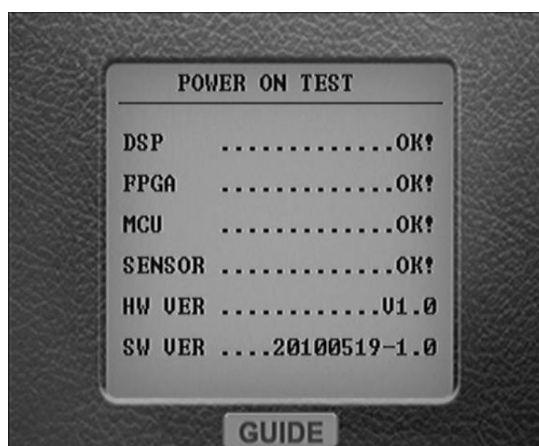 POWER ON TEST
DSP .............OK!
FPGA .............OK!
MCU .............OK!
SENSOR .............OK!
HW VER ............V1.0
SW VER ....20100519-1.0
GUIDE